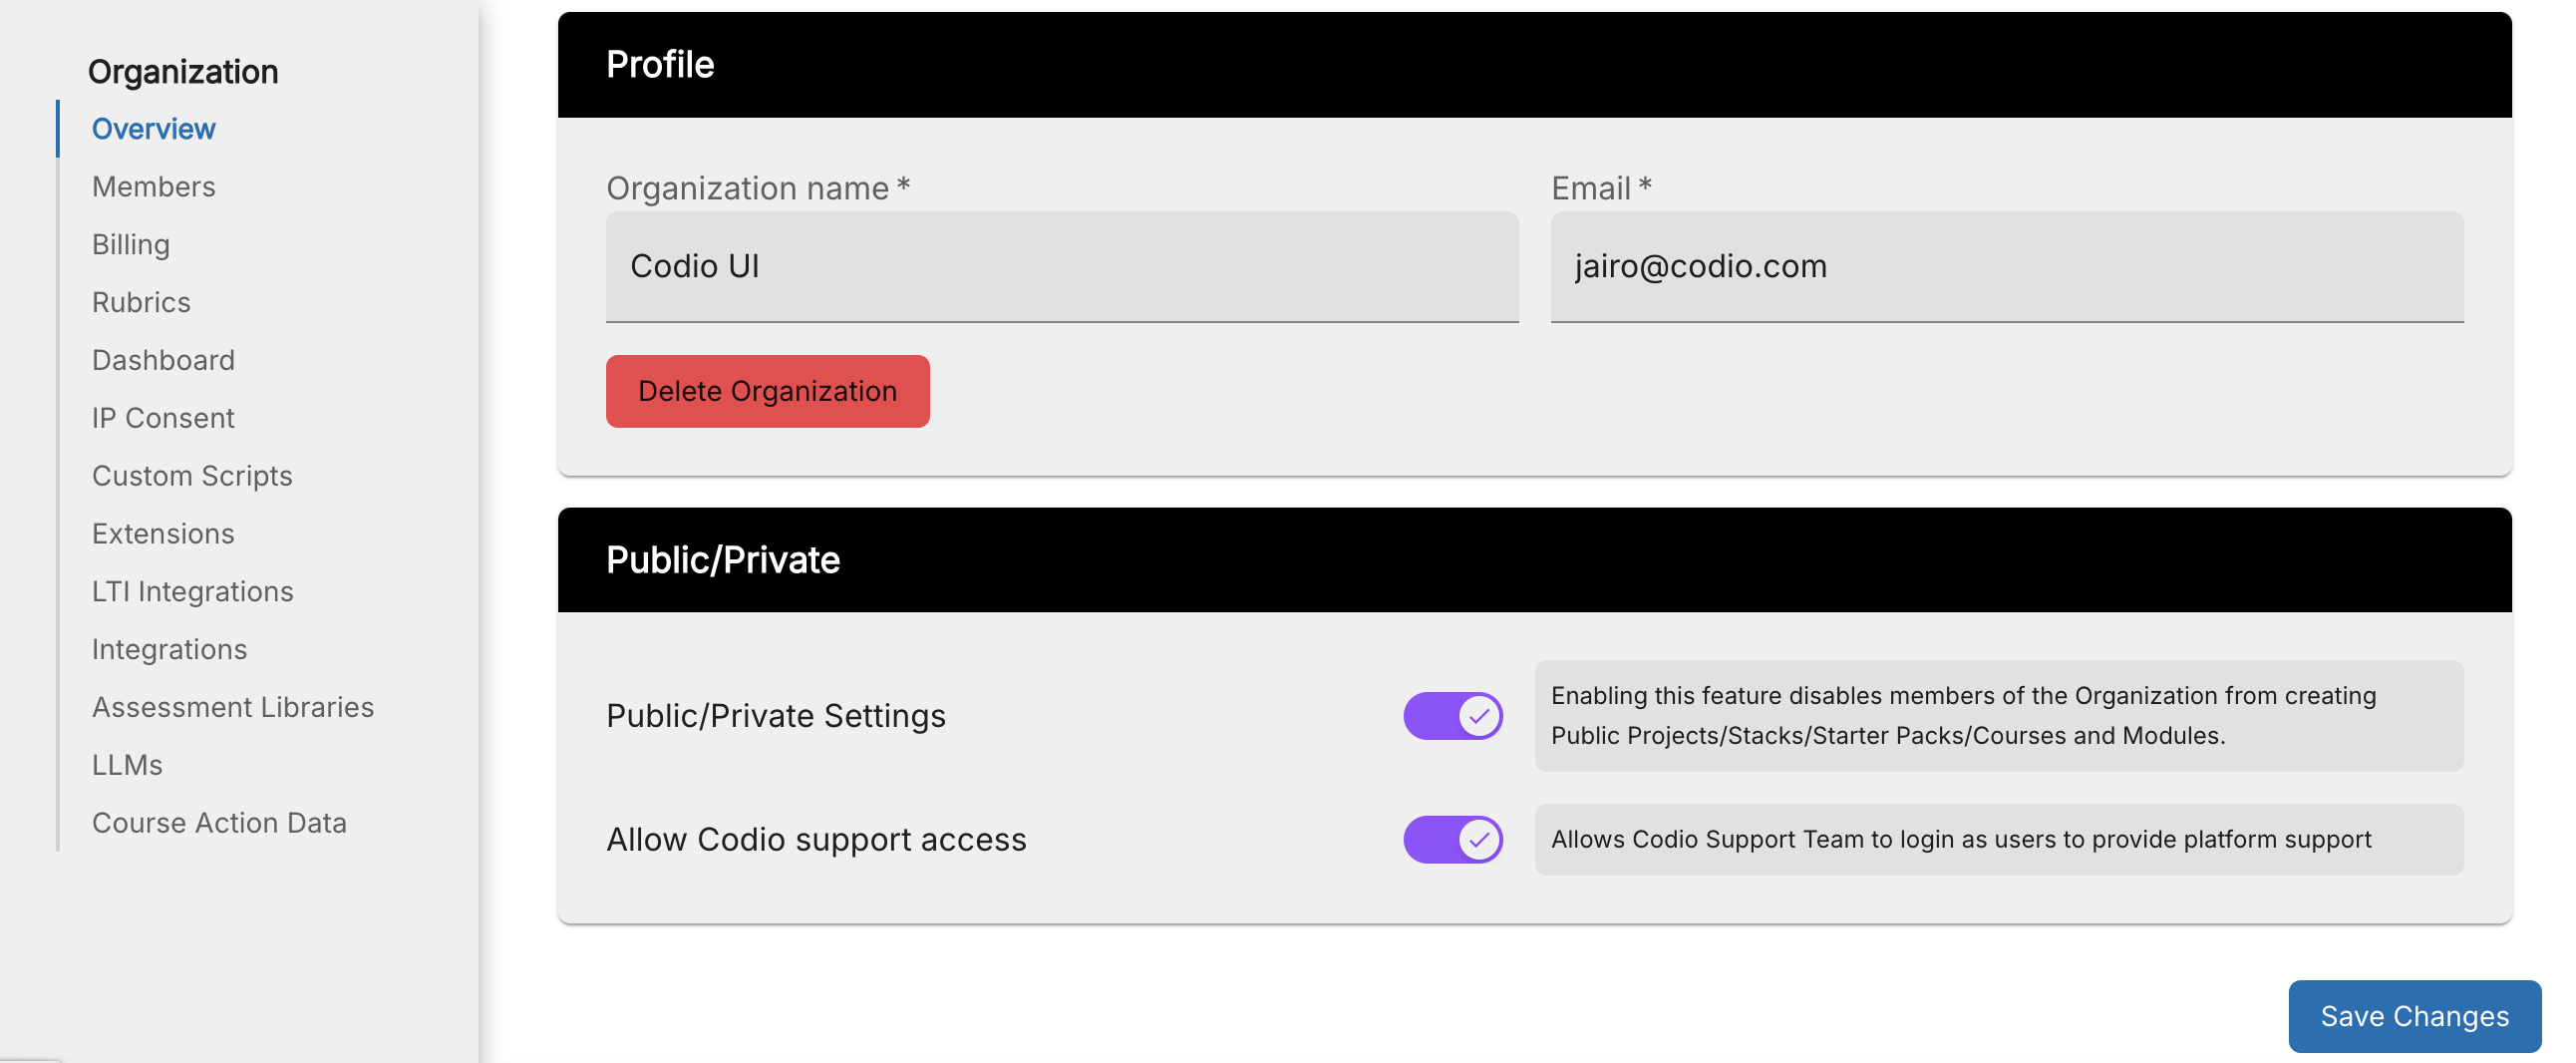 Organization
Overview
Members
Billing
Rubrics
Dashboard
IP Consent
Custom Scripts
Extensions
LTI Integrations
Integrations
Assessment Libraries
LLMs
Course Action Data
Profile
Organization name *
Email *
Codio UI
jairo@codio.com
Delete Organization
Public/Private
Public/Private Settings
Enabling this feature disables members of the Organization from creating
Public Projects/Stacks/Starter Packs/Courses and Modules.
Allow Codio support access
Allows Codio Support Team to login as users to provide platform support
Save Changes